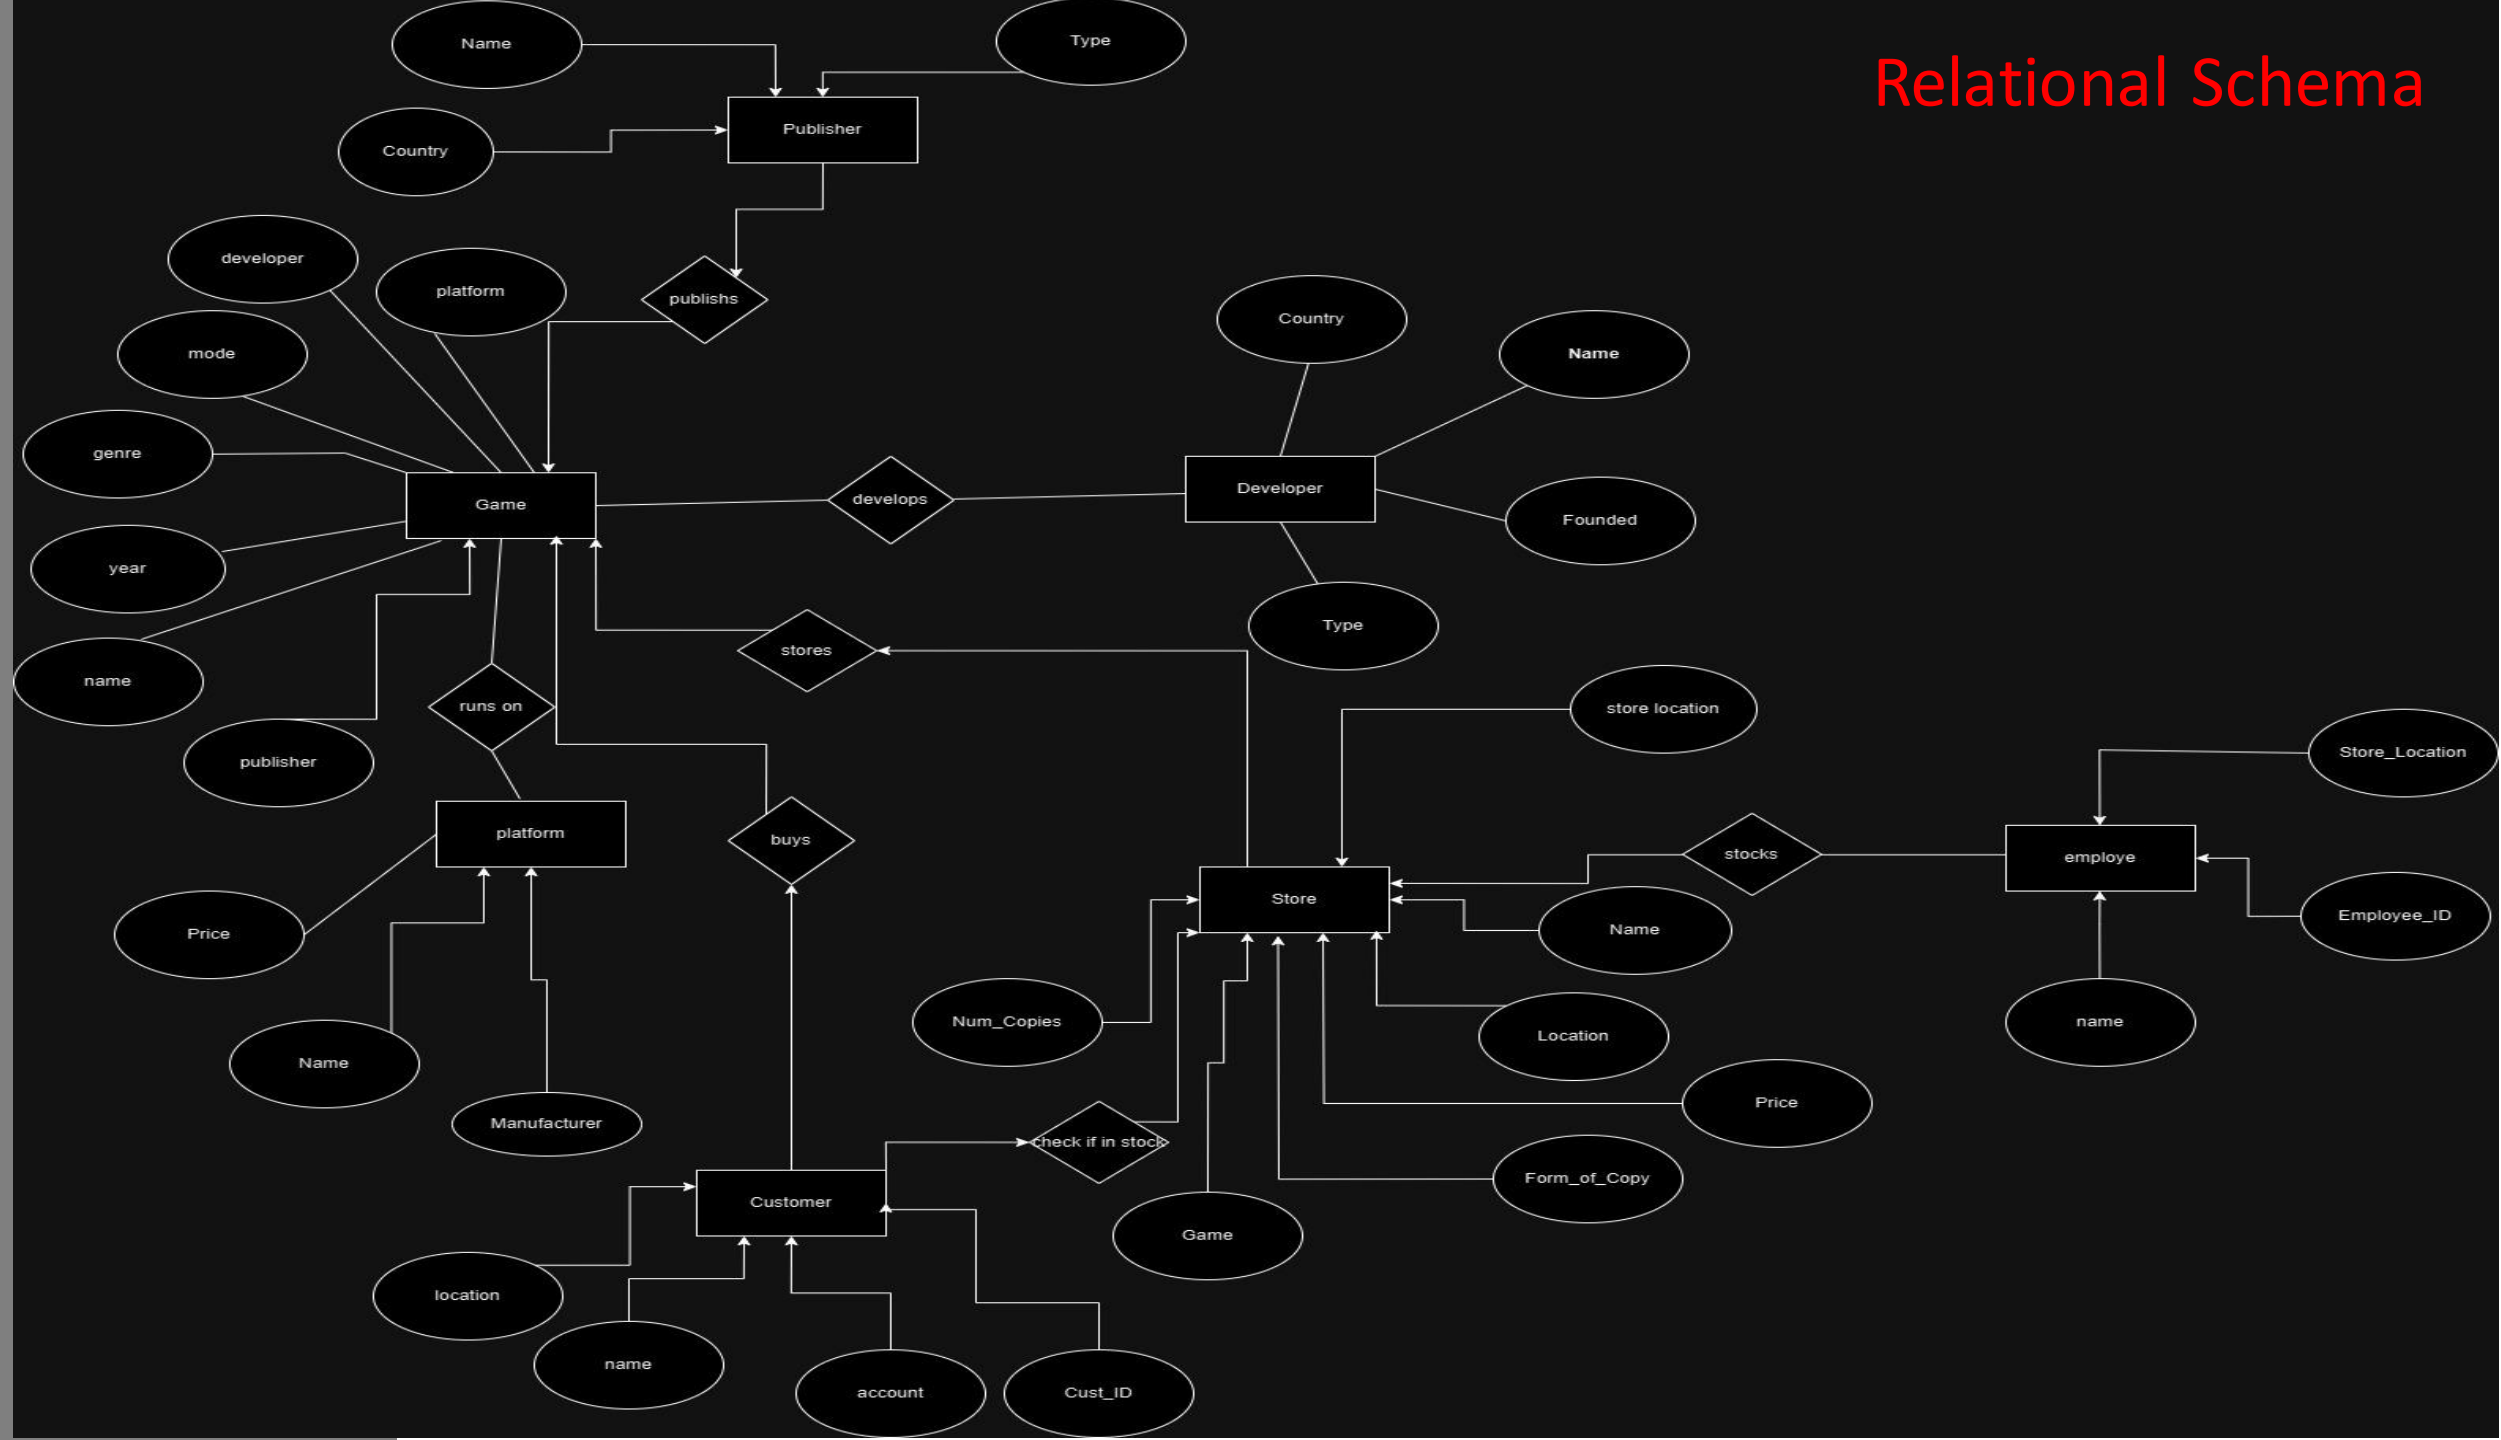 Relational Schema
Name
Type
Publisher
Country
developer
platform
publishs
mode
Country
Name
genre
Game
develops
Developer
Founded
year
Type
stores
name
runs on
store location
publisher
Store_Location
platform
buys
stocks
employe
Store
Price
Name
Employee_ID
Num_Copies
name
Location
Name
Manufacturer
Price
check if in stock
Form_of_Copy
Customer
Game
location
name
account
Cust_ID